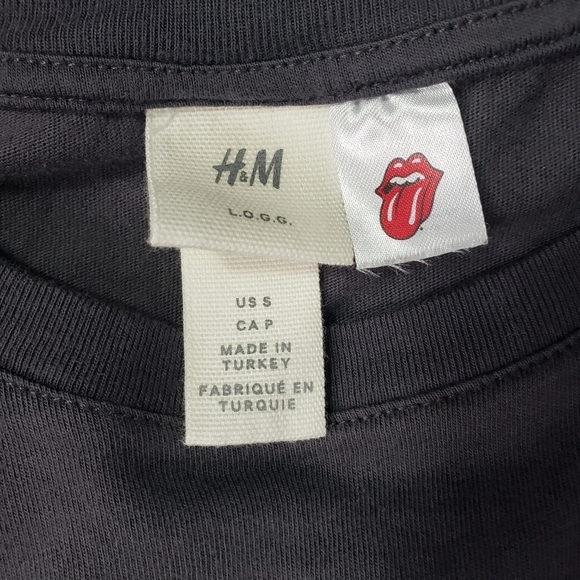 H&M
L.O.G.G.
US S
CA P
MADE IN
TURKEY
FABRIQUÉ EN
TURQUIE